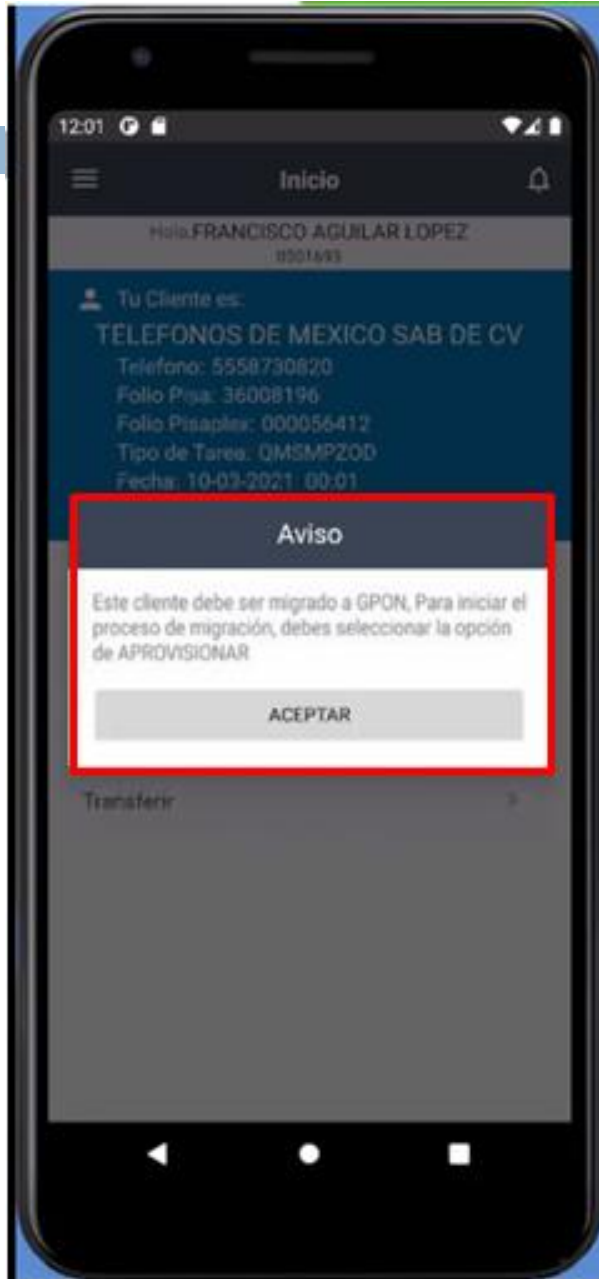 12:01
Inicio
Hola,FRANCISCO AGUILAR LOPEZ
Tu Cliente es:
TELEFONOS DE MEXICO SAB DE CV
Telefono: 5558730820
Folio Pisa: 36008196
Folio Pisaplex: 000056412
Tipo de Tarea: QMSMPZOD
Fecha: 10-03-2021 00:01
Aviso
Este cliente debe ser migrado a GPON, Para iniciar el
proceso de migración, debes seleccionar la opción
de APROVISIONAR
ACEPTAR
Transferir